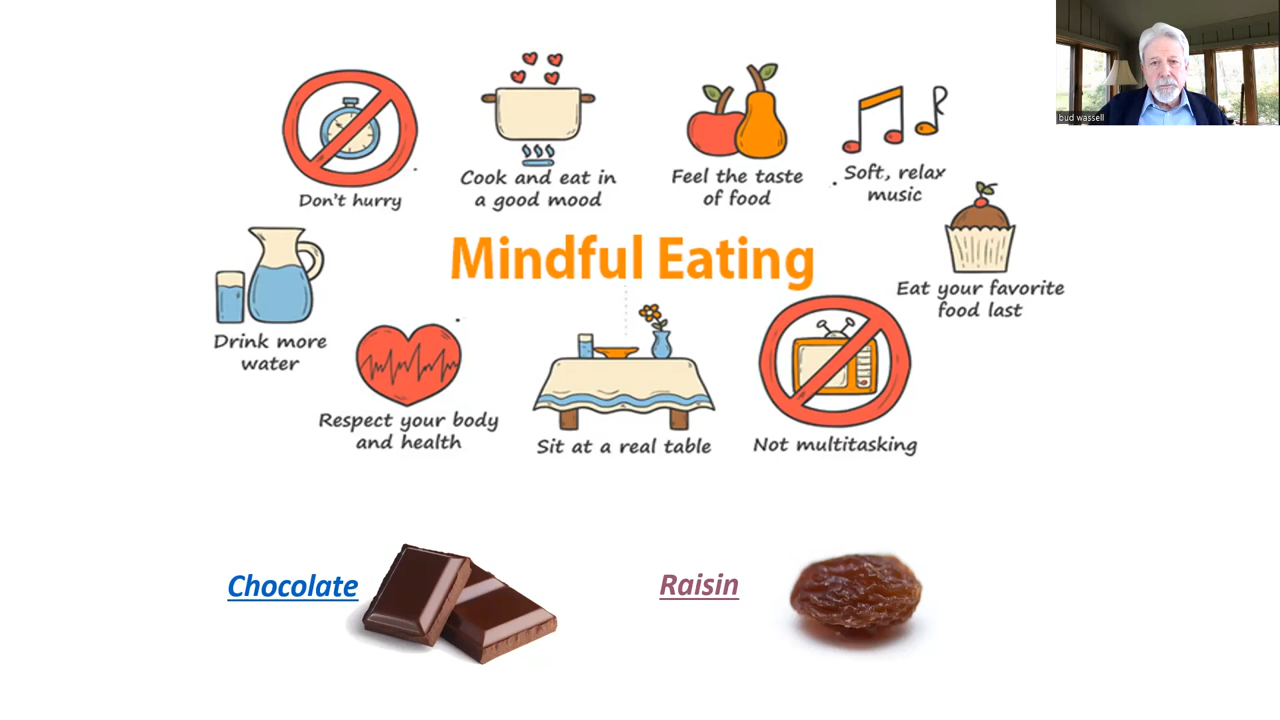 bud wassell
Don't hurry
Cook and eat in
a good mood
Feel the taste
of food
Soft, relax
music
Mindful Eating
Drink more
water
Eat your favorite
food last
Respect your body
and health
Sit at a real table
Not multitasking
Chocolate
Raisin